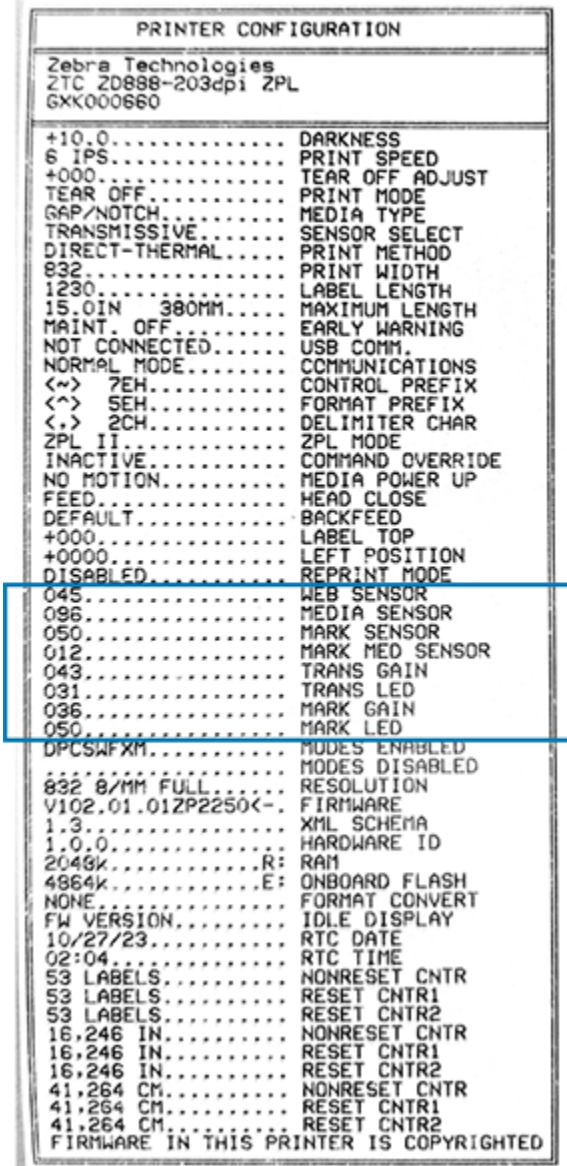 PRINTER CONFIGURATION
Zebra Technologies
ZTC ZD888-203dpi ZPL
GXK000660
+10.0............... DARKNESS
6 IPS............... PRINT SPEED
+000................ TEAR OFF ADJUST
TEAR OFF............ PRINT MODE
GAP/NOTCH........... MEDIA TYPE
TRANSMISSIVE........ SENSOR SELECT
DIRECT-THERMAL...... PRINT METHOD
832................. PRINT WIDTH
1230................ LABEL LENGTH
15.0IN   380MM...... MAXIMUM LENGTH
MAINT. OFF.......... EARLY WARNING
NOT CONNECTED....... USB COMM.
NORMAL MODE......... COMMUNICATIONS
<~>  7EH............ CONTROL PREFIX
<^>  5EH............ FORMAT PREFIX
<,>  2CH............ DELIMITER CHAR
ZPL II.............. ZPL MODE
INACTIVE............ COMMAND OVERRIDE
NO MOTION........... MEDIA POWER UP
FEED................ HEAD CLOSE
DEFAULT............. BACKFEED
+000................ LABEL TOP
+0000............... LEFT POSITION
DISABLED............ REPRINT MODE
045................. WEB SENSOR
096................. MEDIA SENSOR
050................. MARK SENSOR
012................. MARK MED SENSOR
043................. TRANS GAIN
031................. TRANS LED
036................. MARK GAIN
050................. MARK LED
DPCSWFXM............ MODES ENABLED
.................... MODES DISABLED
832 8/MM FULL....... RESOLUTION
V102.01.01ZP2250<-.. FIRMWARE
1.3................. XML SCHEMA
1.0.0............... HARDWARE ID
2048k............R: RAM
4864k............E: ONBOARD FLASH
NONE................ FORMAT CONVERT
FW VERSION.......... IDLE DISPLAY
10/27/23............ RTC DATE
02:04............... RTC TIME
53 LABELS........... NONRESET CNTR
53 LABELS........... RESET CNTR1
53 LABELS........... RESET CNTR2
16,246 IN........... NONRESET CNTR
16,246 IN........... RESET CNTR1
16,246 IN........... RESET CNTR2
41,264 CM........... NONRESET CNTR
41,264 CM........... RESET CNTR1
41,264 CM........... RESET CNTR2
FIRMWARE IN THIS PRINTER IS COPYRIGHTED